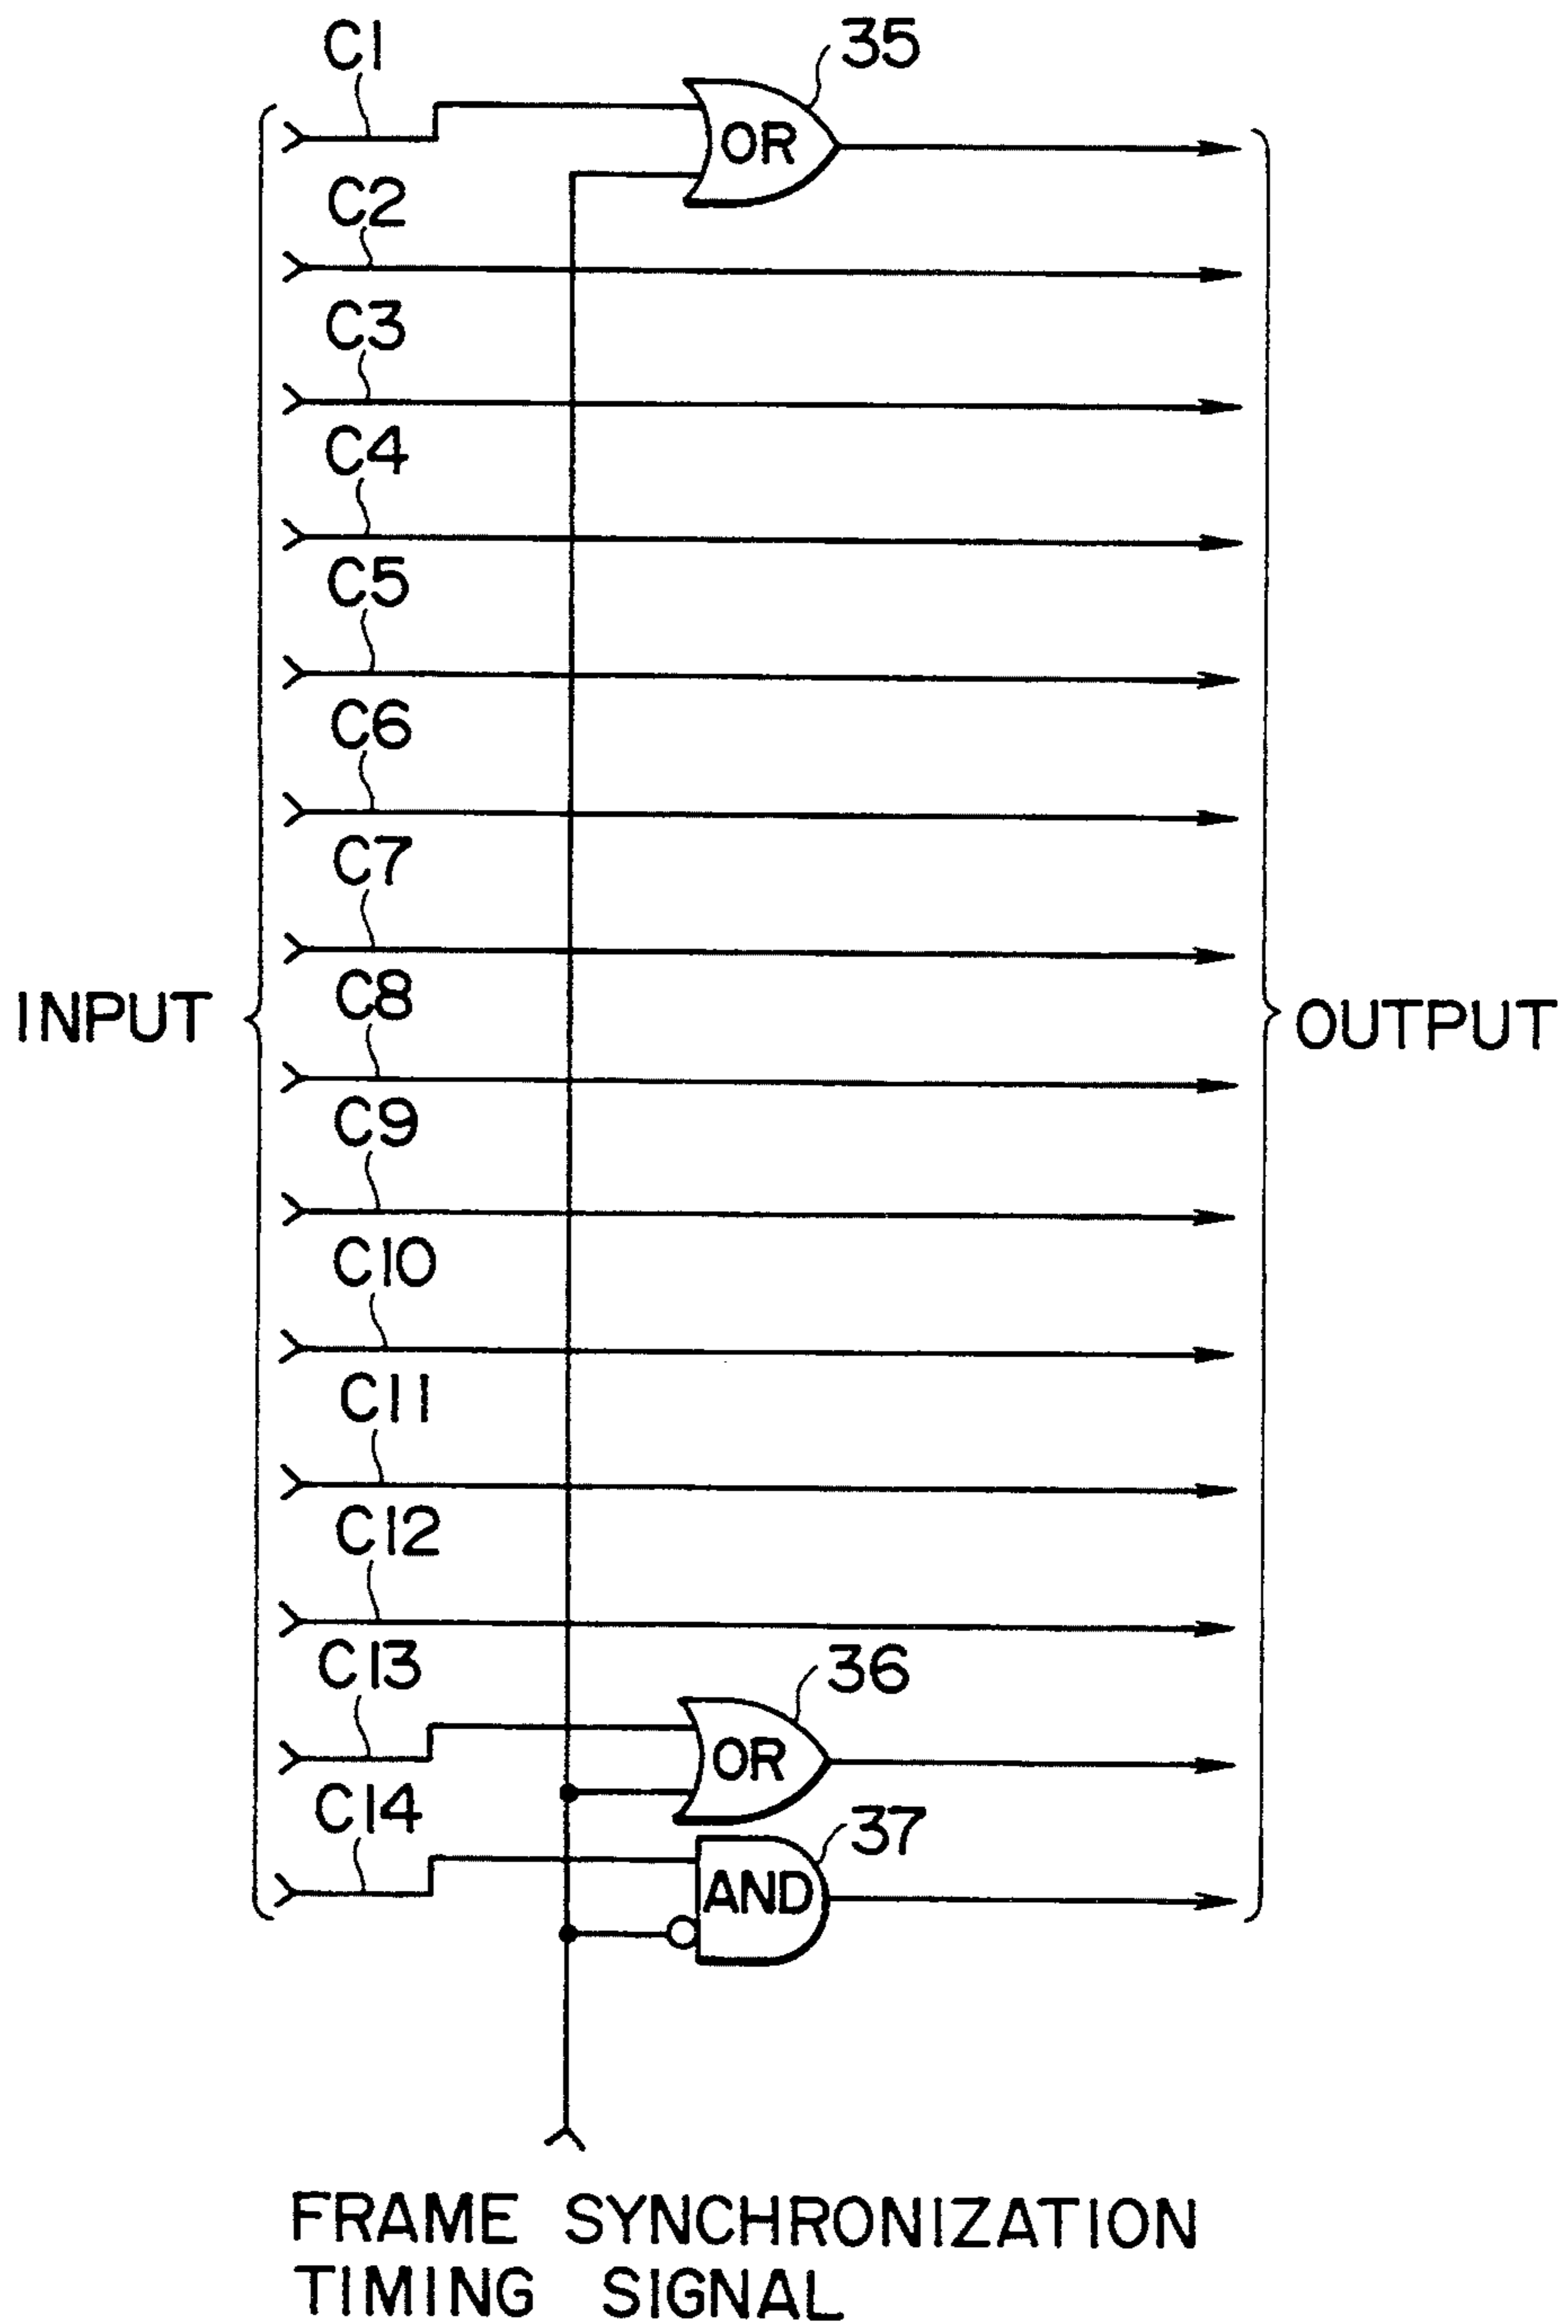 C1
35
OR
C2
C3
C4
C5
C6
C7
C8
INPUT
OUTPUT
C9
C10
C11
C12
C13
36
OR
C14
37
AND
FRAME SYNCHRONIZATION
TIMING SIGNAL